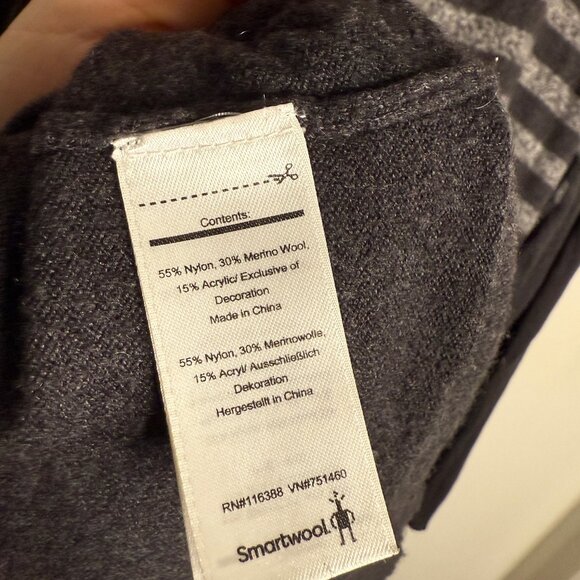 Contents:
55% Nylon, 30% Merino Wool,
15% Acrylic/ Exclusive of
Decoration
Made in China
55% Nylon, 30% Merinowolle,
15% Acryl/ Ausschließlich
Dekoration
Hergestellt in China
RN#116388 VN#751460
Smartwool